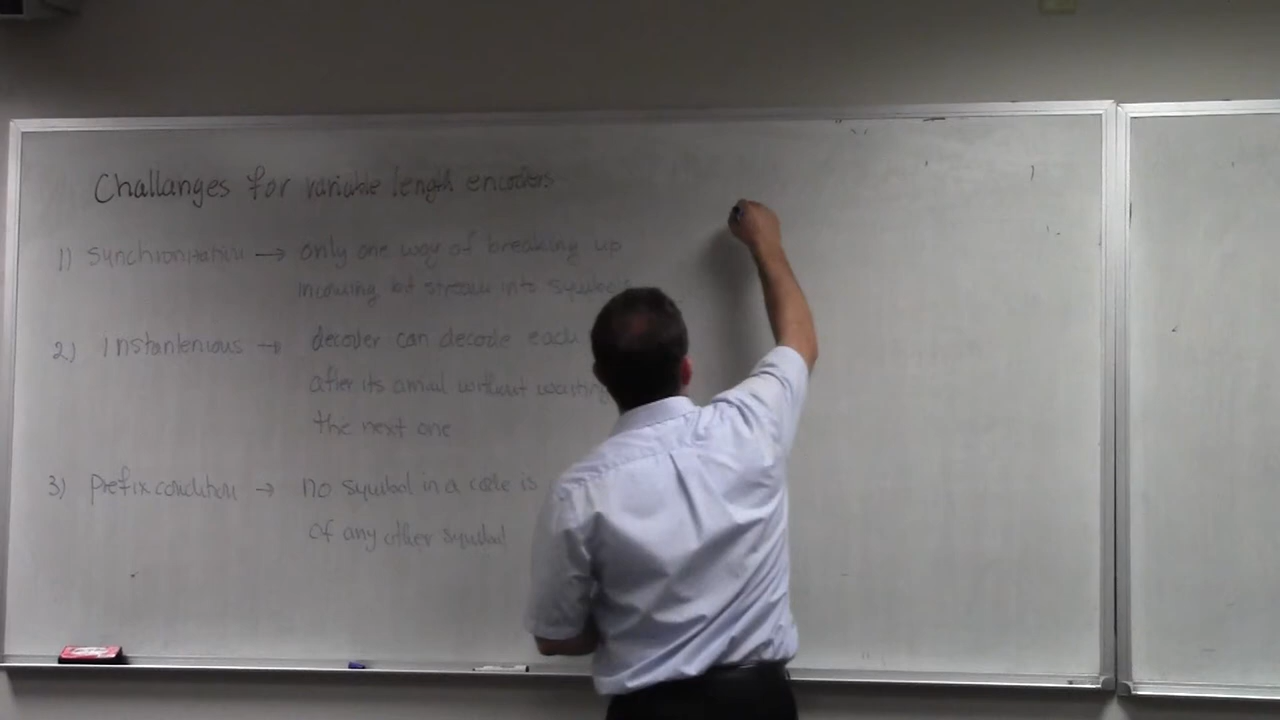 Challanges for variable length encoders
1) Synchronization → only one way of breaking up
incoming bit stream into symbols
2) Instantenious → decoder can decode each
after its arrival without waiting
the next one
3) Prefix condition → no symbol in a code is
of any other symbol